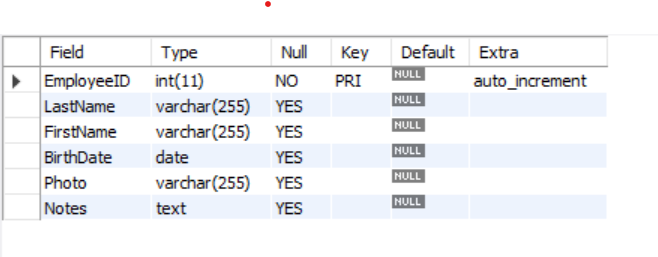 Field Type Null Key Default Extra
EmployeeID int(11) NO PRI NULL auto_increment
LastName varchar(255) YES NULL
FirstName varchar(255) YES NULL
BirthDate date YES NULL
Photo varchar(255) YES NULL
Notes text YES NULL